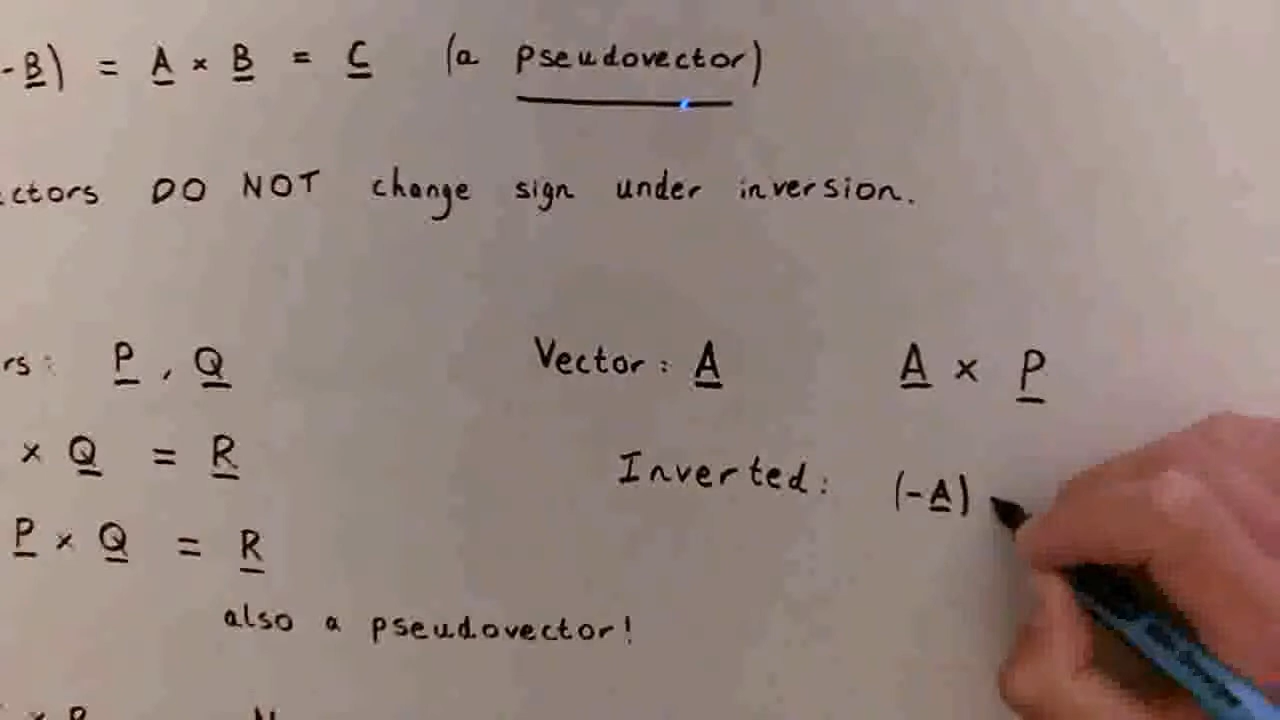 -B) = A × B = C (a pseudovector)
ctors DO NOT change sign under inversion.
rs: P, Q
Vector: A
A × P
× Q = R
Inverted: (-A)
P × Q = R
also a pseudovector!